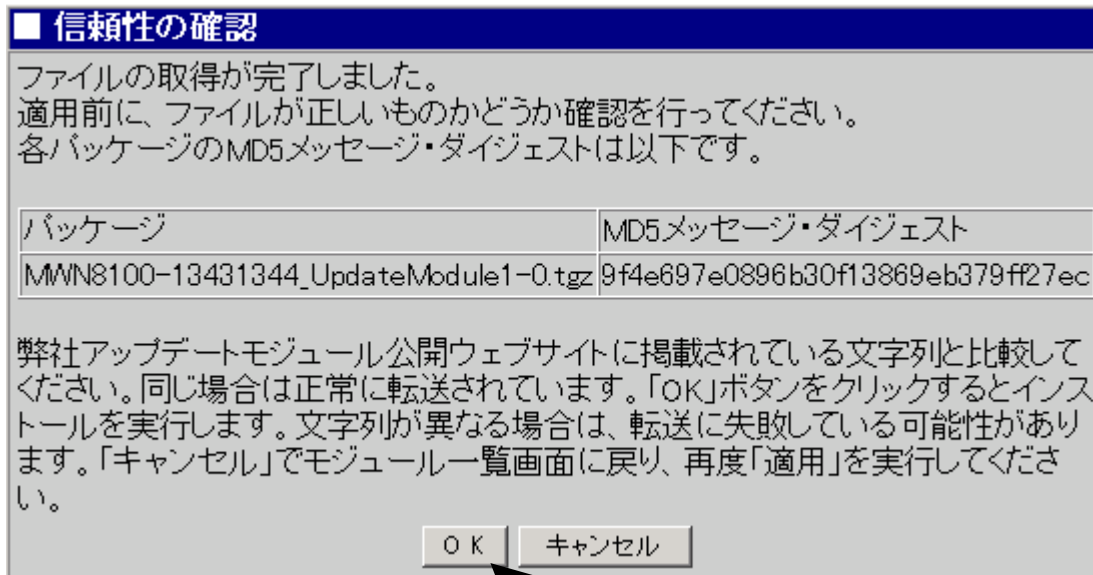 ■ 信頼性の確認
ファイルの取得が完了しました。
適用前に、ファイルが正しいものかどうか確認を行ってください。
各パッケージのMD5メッセージ・ダイジェストは以下です。
パッケージ MD5メッセージ・ダイジェスト
MWN8100-13431344_UpdateModule1-0.tgz 9f4e697e0896b30f13869eb379ff27ec
弊社アップデートモジュール公開ウェブサイトに掲載されている文字列と比較して
ください。同じ場合は正常に転送されています。「OK」ボタンをクリックするとインス
トールを実行します。文字列が異なる場合は、転送に失敗している可能性があり
ます。「キャンセル」でモジュール一覧画面に戻り、再度「適用」を実行してくださ
い。
ＯＫ キャンセル